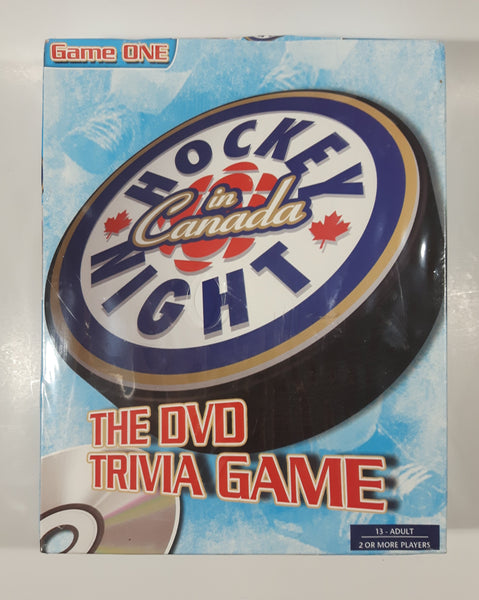 Game ONE
HOCKEY
NIGHT
in
Canada
THE DVD
TRIVIA GAME
13 - ADULT
2 OR MORE PLAYERS